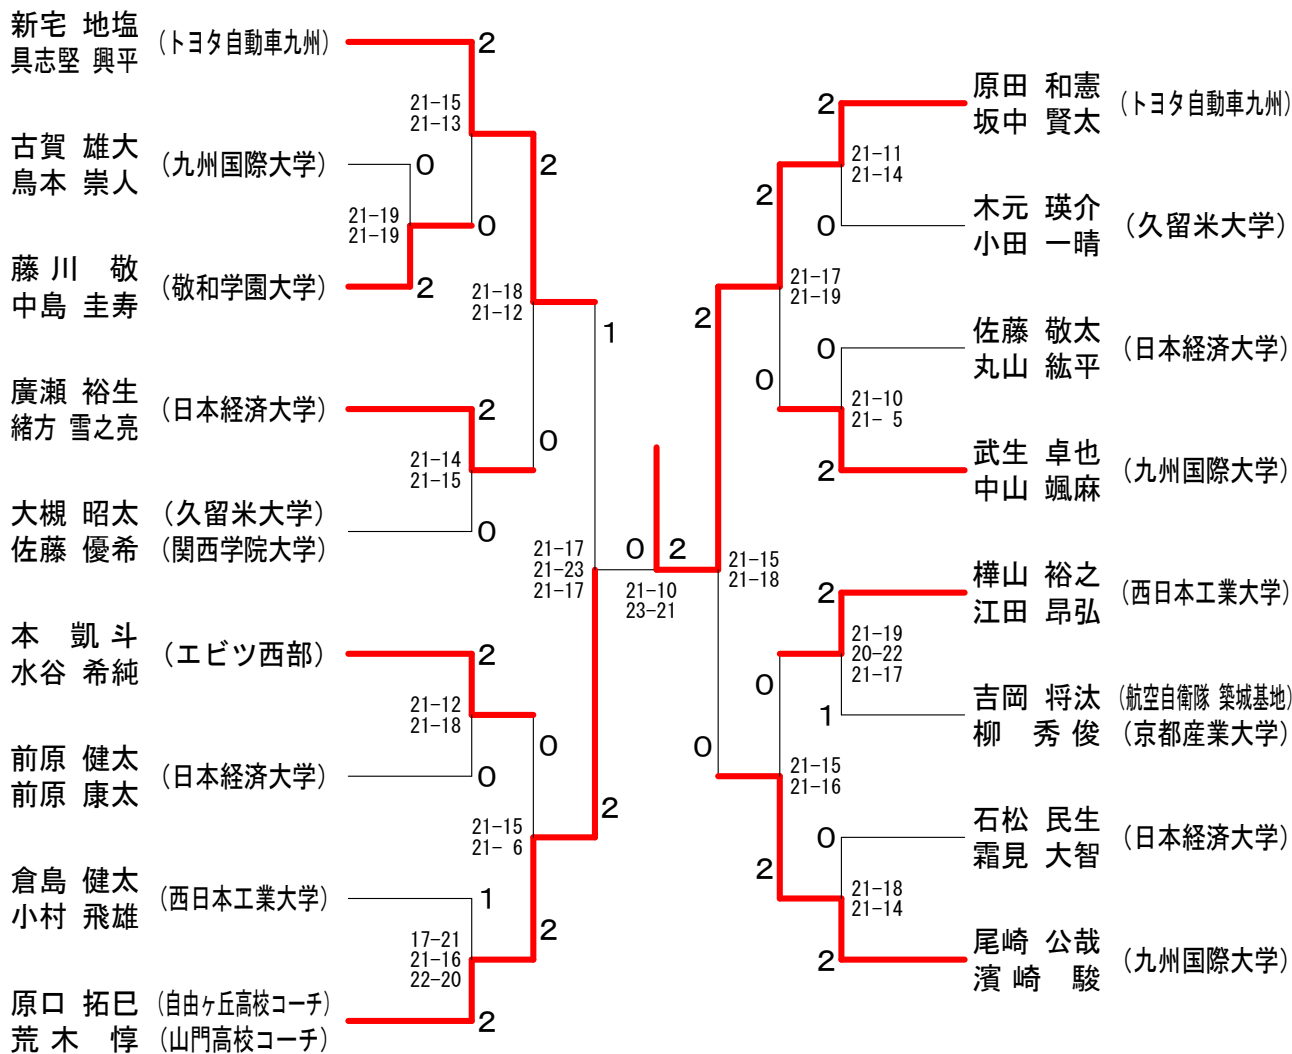 新宅 地塩
具志堅 興平
(トヨタ自動車九州)
2
21-15
21-13
古賀 雄大
鳥本 崇人
(九州国際大学)
0
2
21-19
21-19
0
藤川 敬
中島 圭寿
(敬和学園大学)
2
21-18
21-12
1
廣瀬 裕生
緒方 雪之亮
(日本経済大学)
2
0
21-14
21-15
大槻 昭太
佐藤 優希
(久留米大学)
(関西学院大学)
0
21-17
21-23
21-17
0
2
21-10
23-21
本 凱斗
水谷 希純
(エビツ西部)
2
21-12
21-18
0
前原 健太
前原 康太
(日本経済大学)
0
2
21-15
21- 6
倉島 健太
小村 飛雄
(西日本工業大学)
1
2
17-21
21-16
22-20
原口 拓巳
荒木 惇
(自由ヶ丘高校コーチ)
(山門高校コーチ)
2
原田 和憲
坂中 賢太
(トヨタ自動車九州)
2
21-11
21-14
2
木元 瑛介
小田 一晴
(久留米大学)
0
21-17
21-19
2
佐藤 敬太
丸山 紘平
(日本経済大学)
0
0
21-10
21- 5
武生 卓也
中山 颯麻
(九州国際大学)
2
21-15
21-18
樺山 裕之
江田 昂弘
(西日本工業大学)
2
21-19
20-22
21-17
0
吉岡 将汰
柳 秀俊
(航空自衛隊 築城基地)
(京都産業大学)
1
0
21-15
21-16
石松 民生
霜見 大智
(日本経済大学)
0
2
21-18
21-14
尾崎 公哉
濱崎 駿
(九州国際大学)
2